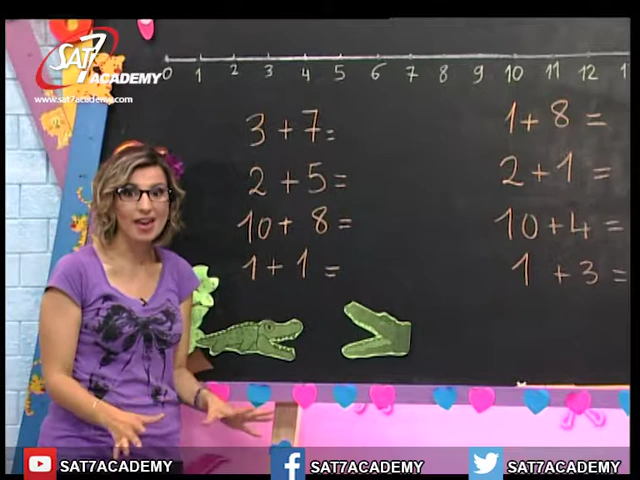 SAT7
ACADEMY
www.sat7academy.com
0 1 2 3 4 5 6 7 8 9 10 11 12 1
3 + 7 =
2 + 5 =
10 + 8 =
1 + 1 =
1 + 8 =
2 + 1 =
10 + 4 =
1 + 3 =
SAT7ACADEMY
SAT7ACADEMY
SAT7ACADEMY